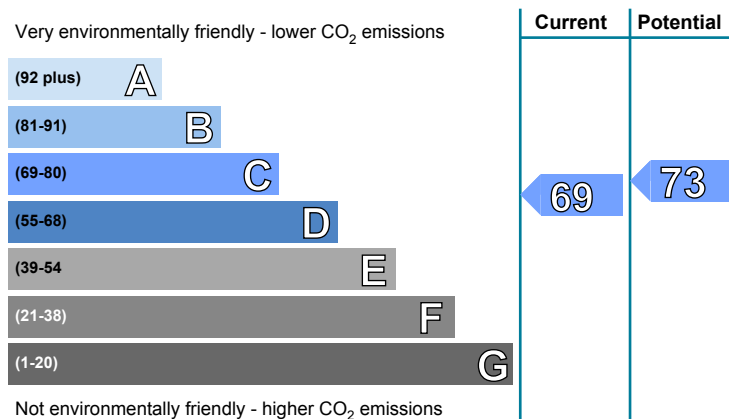 Current Potential
Very environmentally friendly - lower CO2 emissions
(92 plus) A
(81-91) B
(69-80) C
69 73
(55-68) D
(39-54 E
(21-38) F
(1-20) G
Not environmentally friendly - higher CO2 emissions